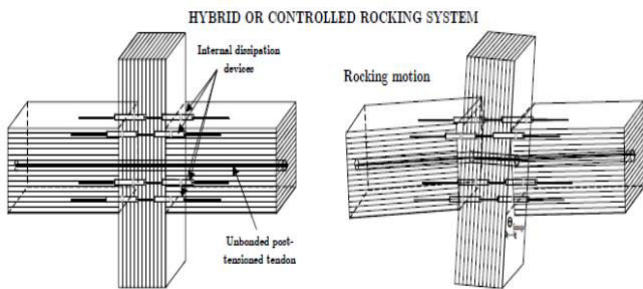 HYBRID OR CONTROLLED ROCKING SYSTEM
Internal dissipation
devices
Rocking motion
Unbonded post-
tensioned tendon
θ